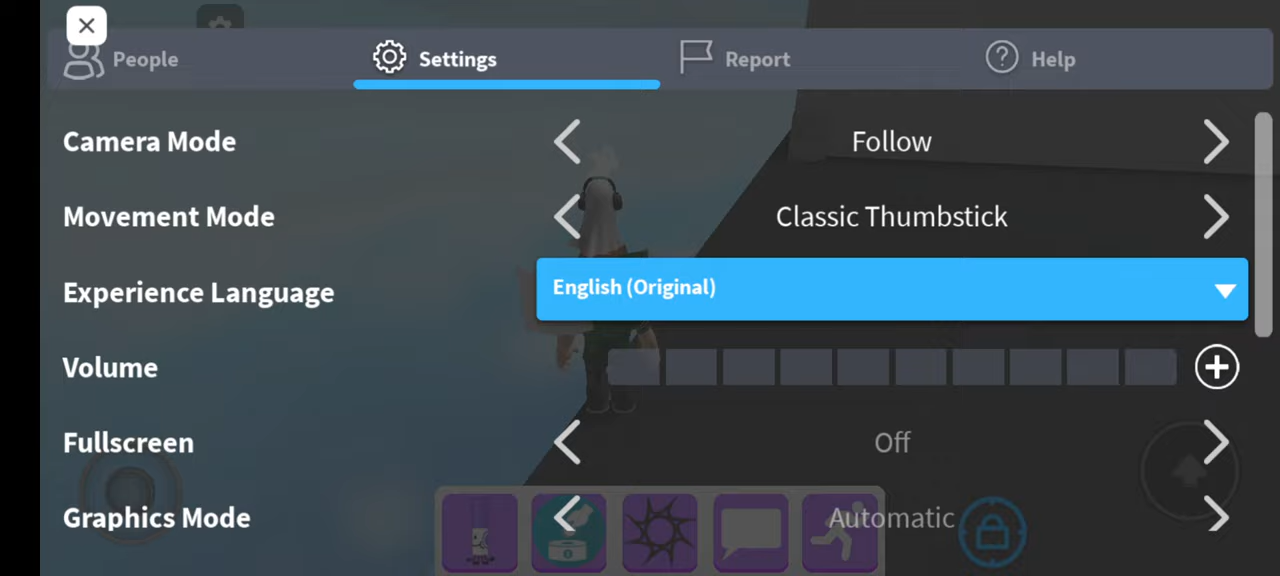 People
Settings
Report
Help
Camera Mode
Follow
Movement Mode
Classic Thumbstick
Experience Language
English (Original)
Volume
Fullscreen
Off
Graphics Mode
Automatic